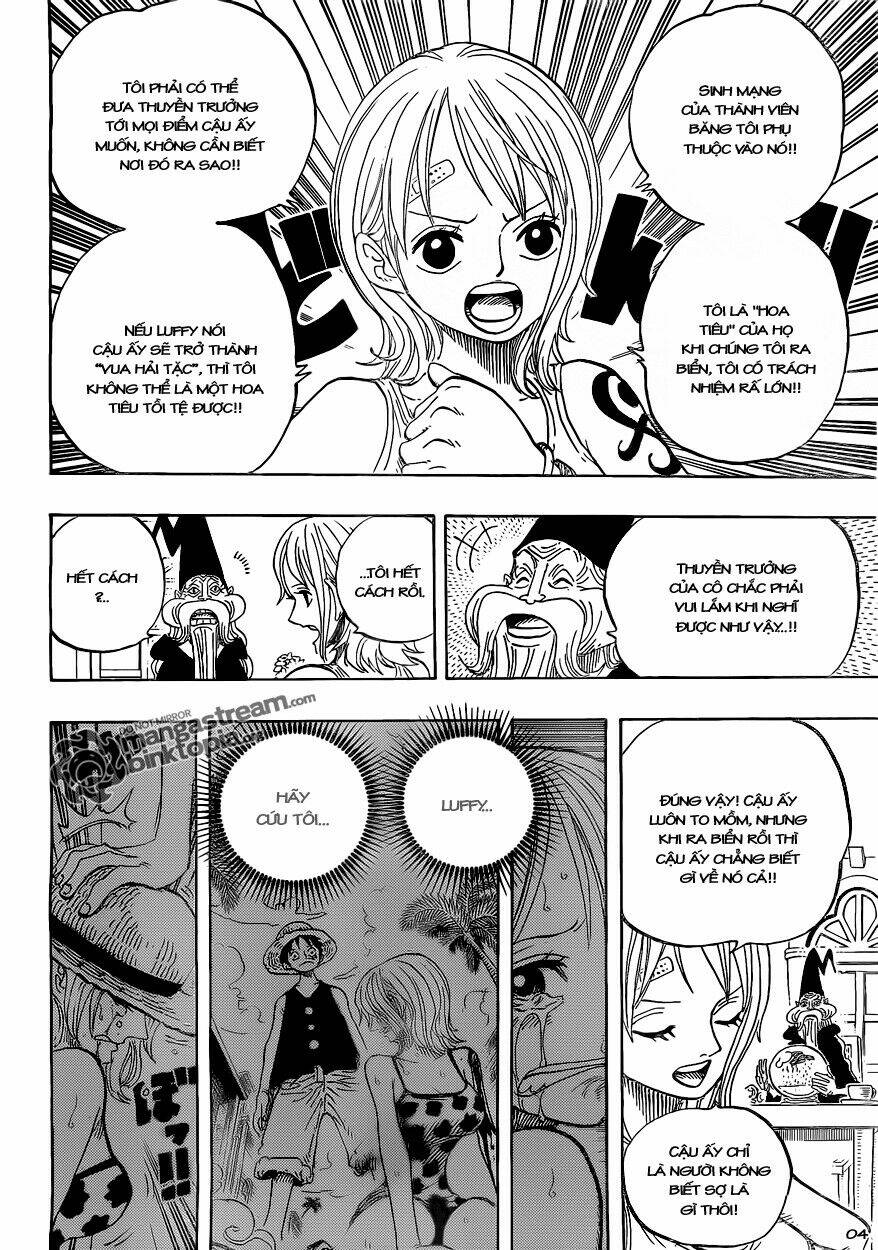 SINH MẠNG
CỦA THÀNH VIÊN
BĂNG TÔI PHỤ
THUỘC VÀO NÓ!!
TÔI LÀ "HOA
TIÊU" CỦA HỌ
KHI CHÚNG TÔI RA
BIỂN, TÔI CÓ TRÁCH
NHIỆM RẤ LỚN!!
TÔI PHẢI CÓ THỂ
ĐƯA THUYỀN TRƯỞNG
TỚI MỌI ĐIỂM CẬU ẤY
MUỐN, KHÔNG CẦN BIẾT
NƠI ĐÓ RA SAO!!
NẾU LUFFY NÓI
CẬU ẤY SẼ TRỞ THÀNH
"VUA HẢI TẶC", THÌ TÔI
KHÔNG THỂ LÀ MỘT HOA
TIÊU TỒI TỆ ĐƯỢC!!
THUYỀN TRƯỞNG
CỦA CÔ CHẮC PHẢI
VUI LẮM KHI NGHĨ
ĐƯỢC NHƯ VẬY..!!
..TÔI HẾT
CÁCH RỒI.
HẾT CÁCH
?..
ĐÚNG VẬY! CẬU ẤY
LUÔN TO MỒM, NHƯNG
KHI RA BIỂN RỒI THÌ
CẬU ẤY CHẲNG BIẾT
GÌ VỀ NÓ CẢ!!
CẬU ẤY CHỈ
LÀ NGƯỜI KHÔNG
BIẾT SỢ LÀ
GÌ THÔI!
LUFFY...
HÃY
CỨU TÔI...
DO NOT MIRROR
mangastream.com
binktopia.org
ボッ!!
04